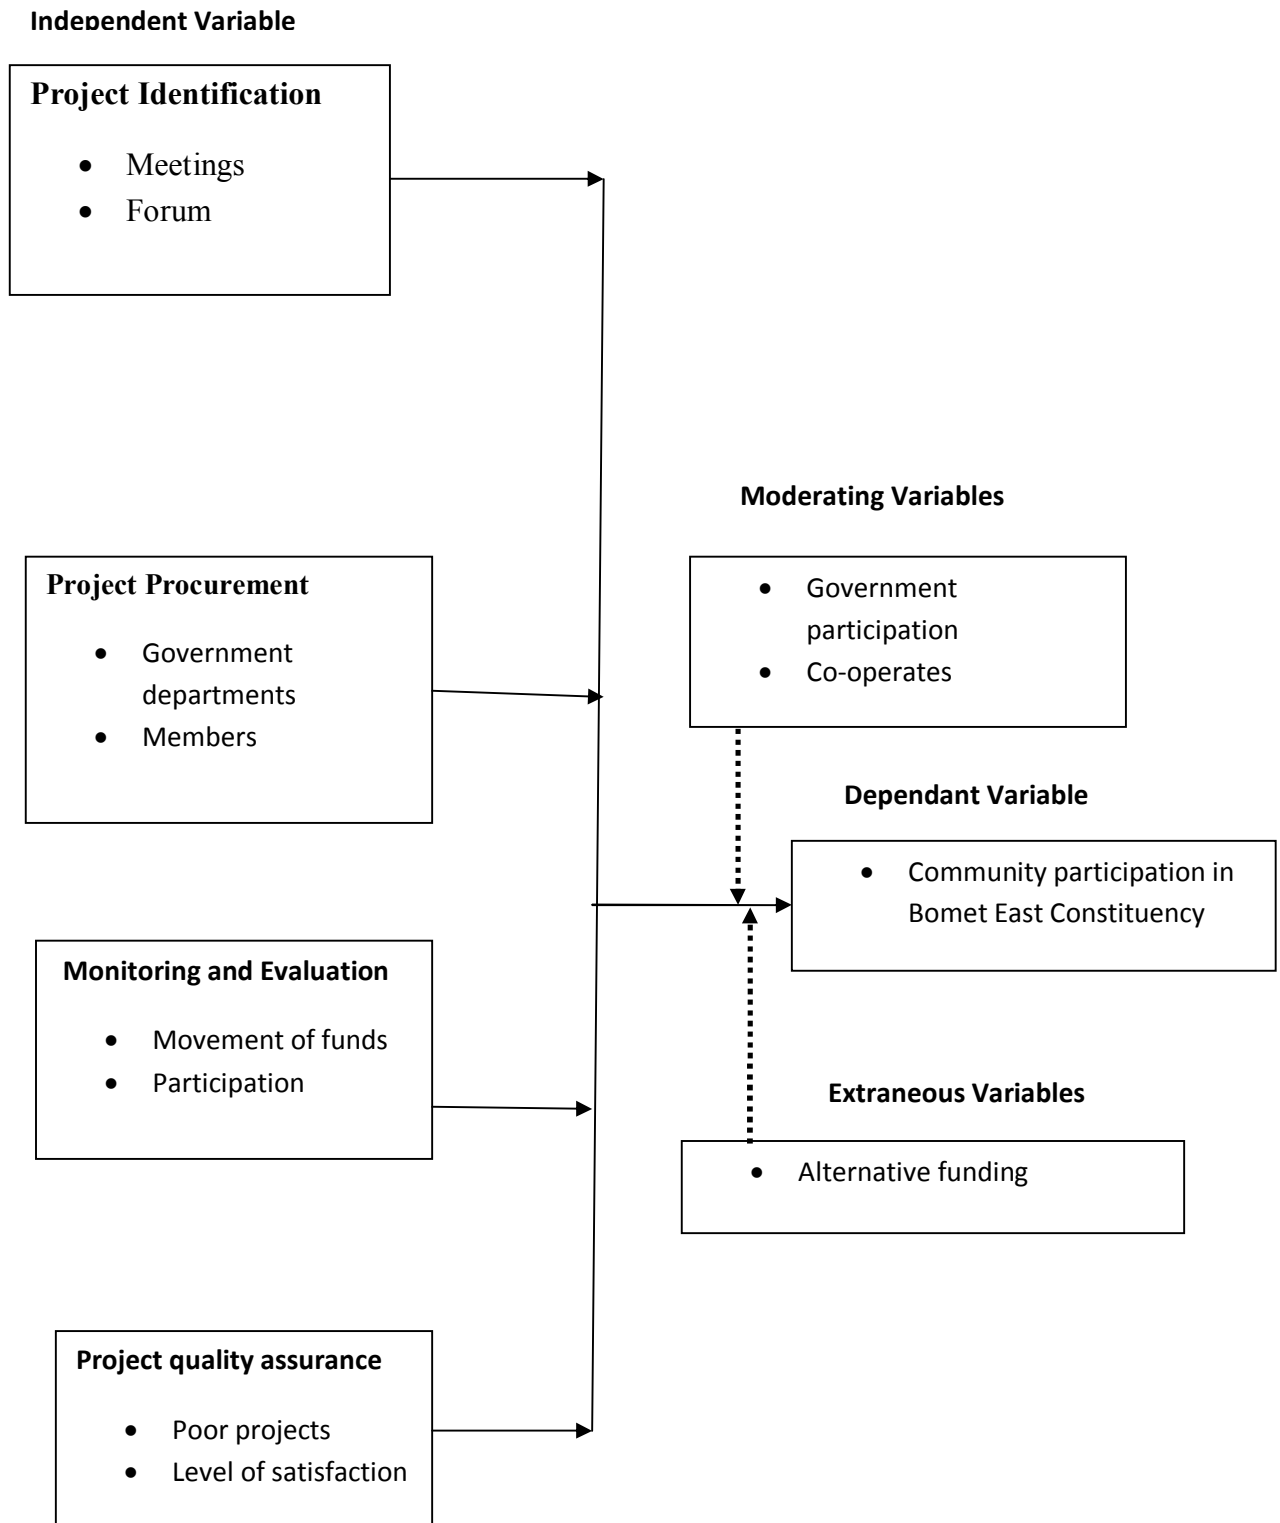 Independent Variable
Project Identification
• Meetings
• Forum
Project Procurement
• Government
departments
• Members
Monitoring and Evaluation
• Movement of funds
• Participation
Project quality assurance
• Poor projects
• Level of satisfaction
Moderating Variables
• Government
participation
• Co-operates
Dependant Variable
• Community participation in
Bomet East Constituency
Extraneous Variables
• Alternative funding